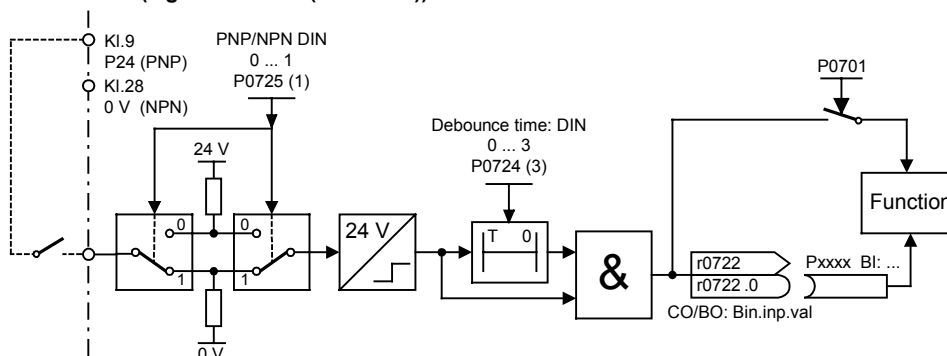 Kl.9
P24 (PNP)
Kl.28
0 V (NPN)
PNP/NPN DIN
0 ... 1
P0725 (1)
24 V
0
1
0
1
0 V
24 V
Debounce time: DIN
0 ... 3
P0724 (3)
T 0
&
P0701
Function
r0722
r0722 .0
Pxxxx BI: ...
CO/BO: Bin.inp.val